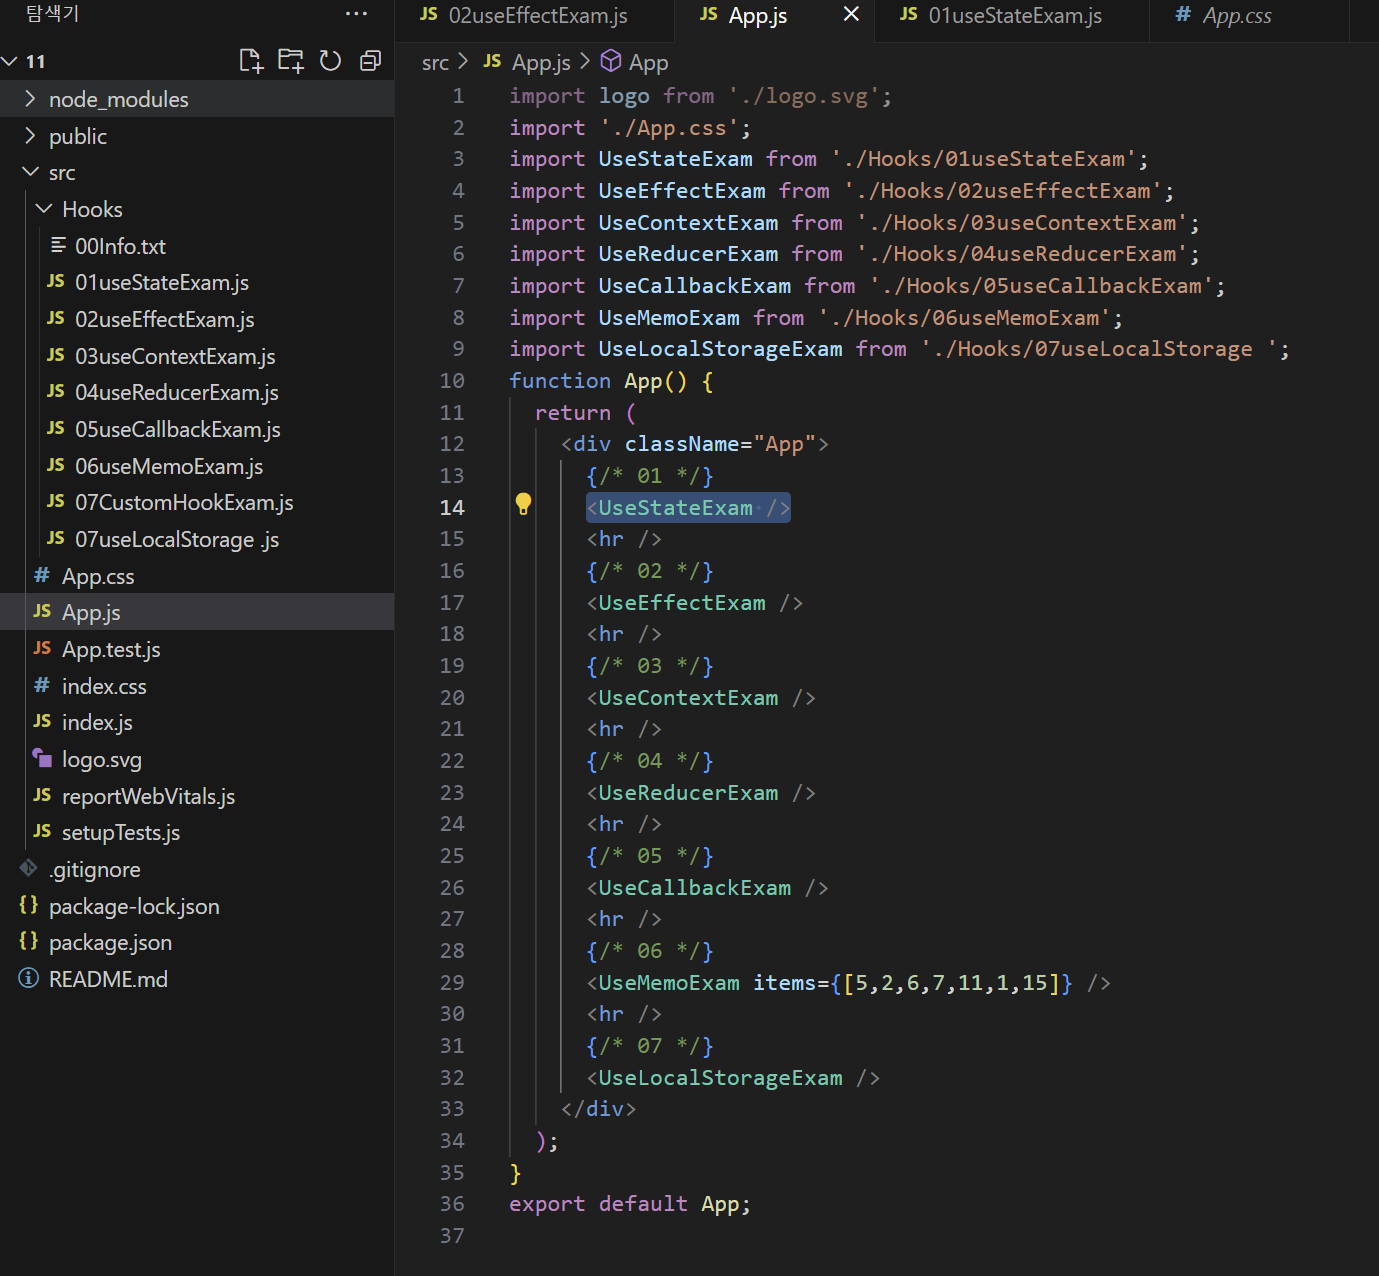 탐색기
11
node_modules
public
src
Hooks
00Info.txt
JS 01useStateExam.js
JS 02useEffectExam.js
JS 03useContextExam.js
JS 04useReducerExam.js
JS 05useCallbackExam.js
JS 06useMemoExam.js
JS 07CustomHookExam.js
JS 07useLocalStorage .js
# App.css
JS App.js
JS App.test.js
# index.css
JS index.js
logo.svg
JS reportWebVitals.js
JS setupTests.js
.gitignore
{} package-lock.json
{} package.json
README.md
JS 02useEffectExam.js
JS App.js
JS 01useStateExam.js
# App.css
src > JS App.js > App
1 import logo from './logo.svg';
2 import './App.css';
3 import UseStateExam from './Hooks/01useStateExam';
4 import UseEffectExam from './Hooks/02useEffectExam';
5 import UseContextExam from './Hooks/03useContextExam';
6 import UseReducerExam from './Hooks/04useReducerExam';
7 import UseCallbackExam from './Hooks/05useCallbackExam';
8 import UseMemoExam from './Hooks/06useMemoExam';
9 import UseLocalStorageExam from './Hooks/07useLocalStorage ';
10 function App() {
11 return (
12 <div className="App">
13 {/* 01 */}
14 <UseStateExam />
15 <hr />
16 {/* 02 */}
17 <UseEffectExam />
18 <hr />
19 {/* 03 */}
20 <UseContextExam />
21 <hr />
22 {/* 04 */}
23 <UseReducerExam />
24 <hr />
25 {/* 05 */}
26 <UseCallbackExam />
27 <hr />
28 {/* 06 */}
29 <UseMemoExam items={[5,2,6,7,11,1,15]} />
30 <hr />
31 {/* 07 */}
32 <UseLocalStorageExam />
33 </div>
34 );
35 }
36 export default App;
37